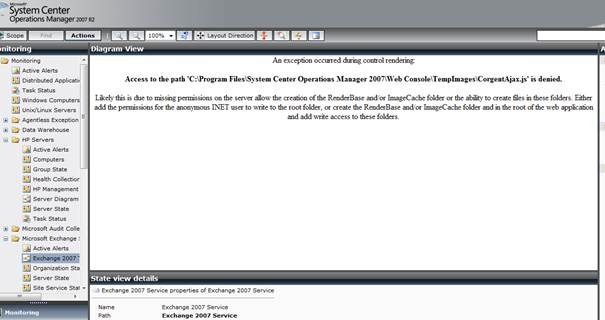 Microsoft
System Center
Operations Manager 2007 R2
Scope
Find
Actions
100%
Layout Direction
nitoring
Monitoring
Active Alerts
Distributed Applicatio
Task Status
Windows Computers
Unix/Linux Servers
Agentless Exception
Data Warehouse
HP Servers
Active Alerts
Computers
Group State
Health Collection
HP Management
Server Diagram
Server State
Task Status
Microsoft Audit Colle
Microsoft Exchange S
Active Alerts
Exchange 2007
Organization Sta
Server State
Site Service Stat
Monitoring
Diagram View
An exception occurred during control rendering:
Access to the path 'C:\Program Files\System Center Operations Manager 2007\Web Console\TempImages\CorgentAjax.js' is denied.
Likely this is due to missing permissions on the server allow the creation of the RenderBase and/or ImageCache folder or the ability to create files in these folders. Either
add the permissions for the anonymous INET user to write to the root folder, or create the RenderBase and/or ImageCache folder and in the root of the web application
and add write access to these folders.
State view details
Exchange 2007 Service properties of Exchange 2007 Service
Name Exchange 2007 Service
Path Exchange 2007 Service
A